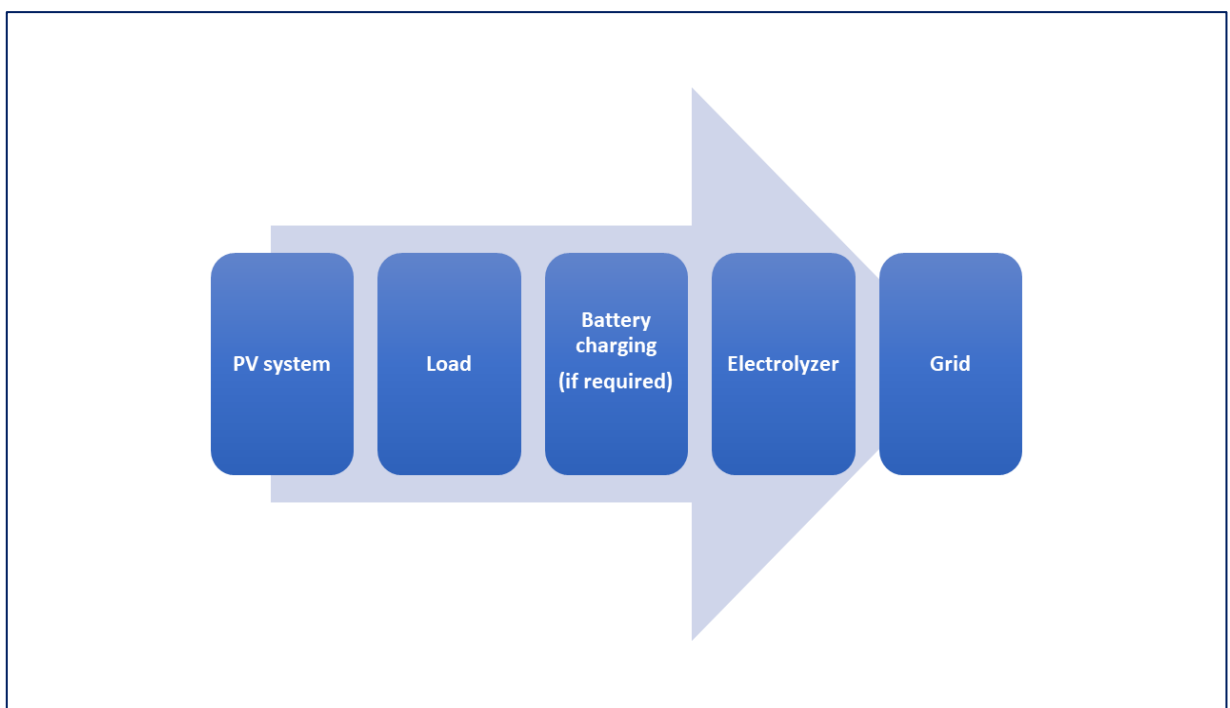 PV system
Load
Battery
charging
(if required)
Electrolyzer
Grid